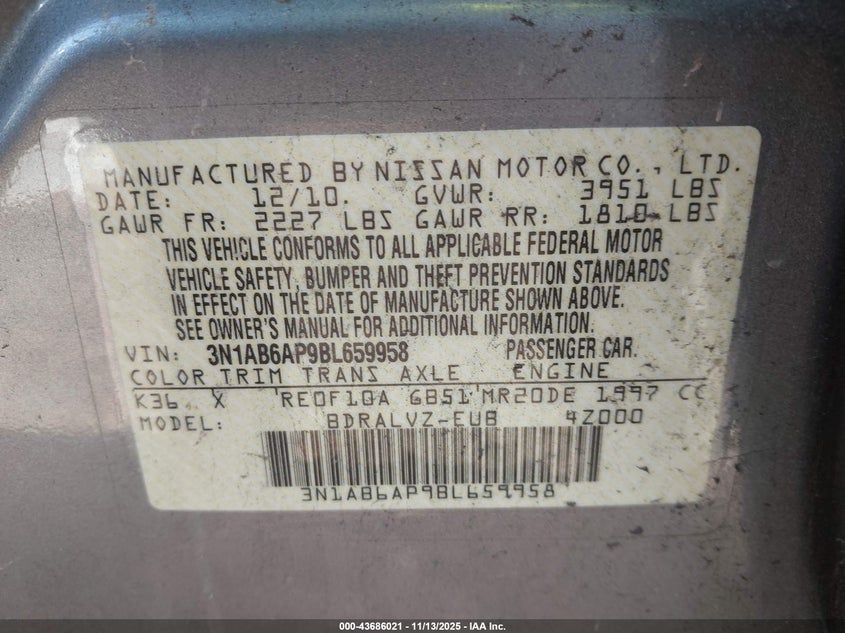 MANUFACTURED BY NISSAN MOTOR CO., LTD.
DATE: 12/10. GVWR: 3951 LBS
GAWR FR: 2227 LBS GAWR RR: 1810 LBS
THIS VEHICLE CONFORMS TO ALL APPLICABLE FEDERAL MOTOR
VEHICLE SAFETY, BUMPER AND THEFT PREVENTION STANDARDS
IN EFFECT ON THE DATE OF MANUFACTURE SHOWN ABOVE.
SEE OWNER'S MANUAL FOR ADDITIONAL INFORMATION.
VIN: 3N1AB6AP9BL659958 PASSENGER CAR.
COLOR TRIM TRANS AXLE ENGINE
K36 X RE0F10A GB51 MR20DE 1997 CC
MODEL: BDRALVZ-EUB 4Z000
3N1AB6AP9BL659958
000-43686021 - 11/13/2025 - IAA Inc.